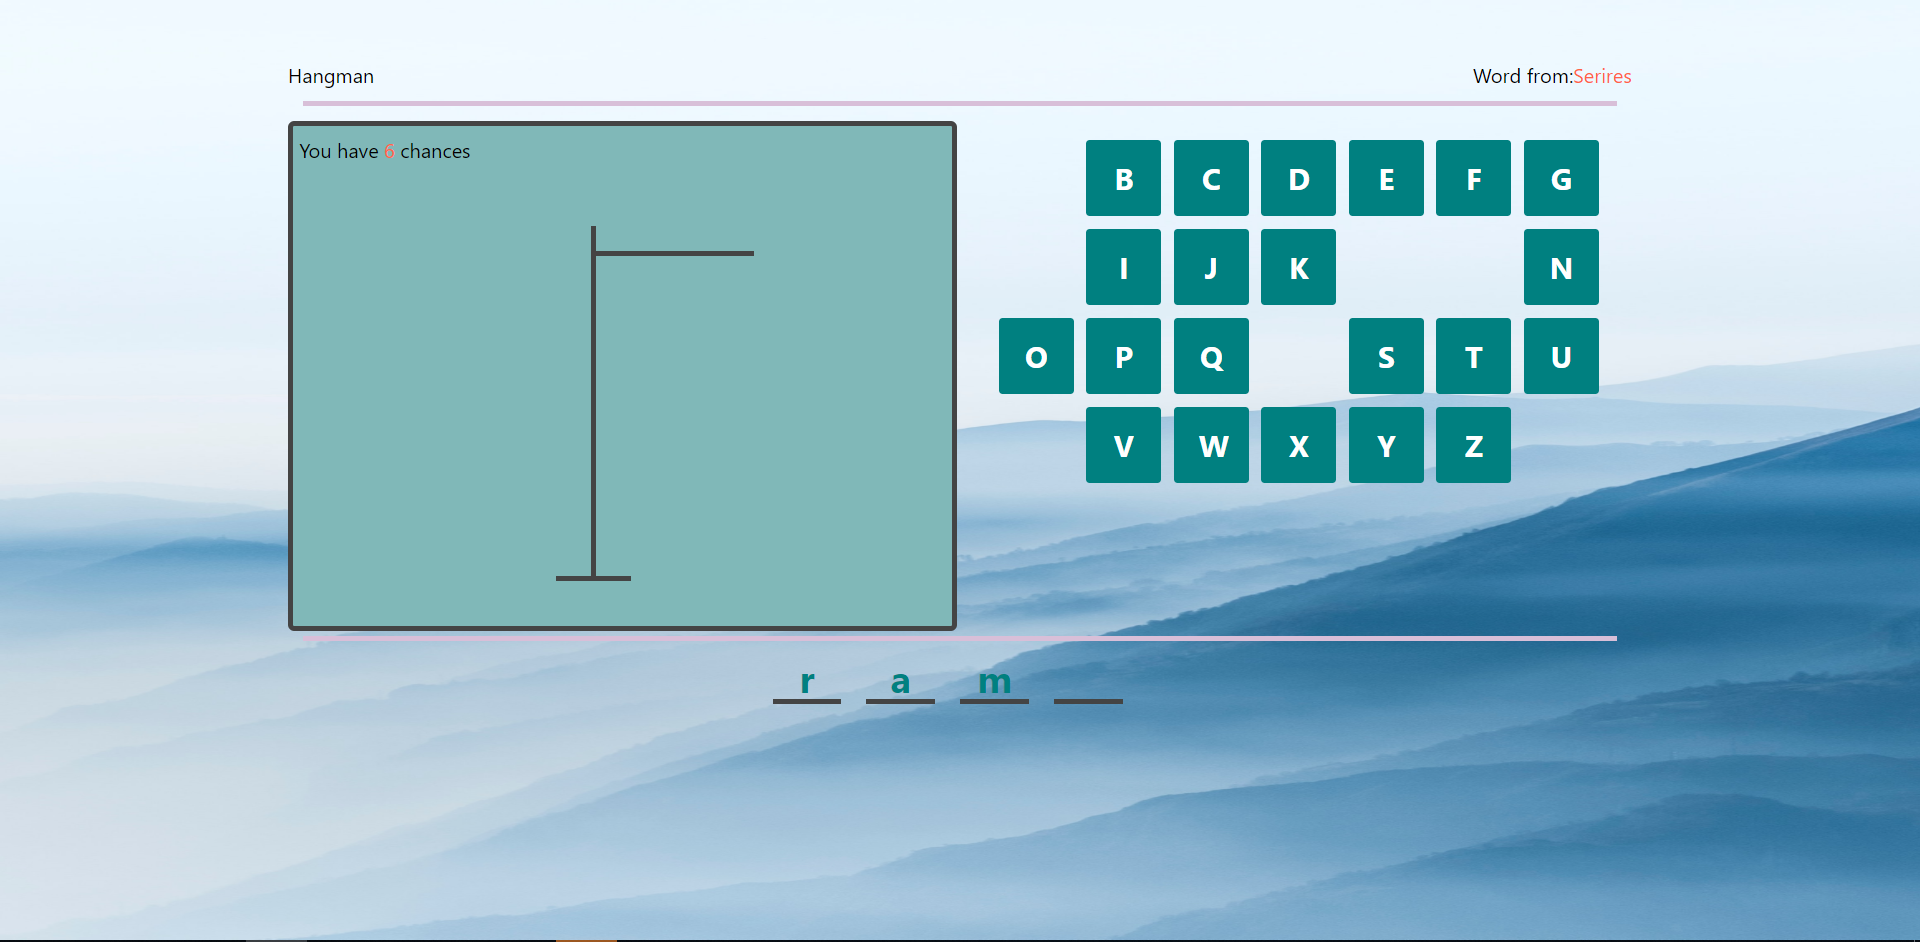 Hangman
Word from:Serires
You have 6 chances
B C D E F G
I J K N
O P Q S T U
V W X Y Z
r a m